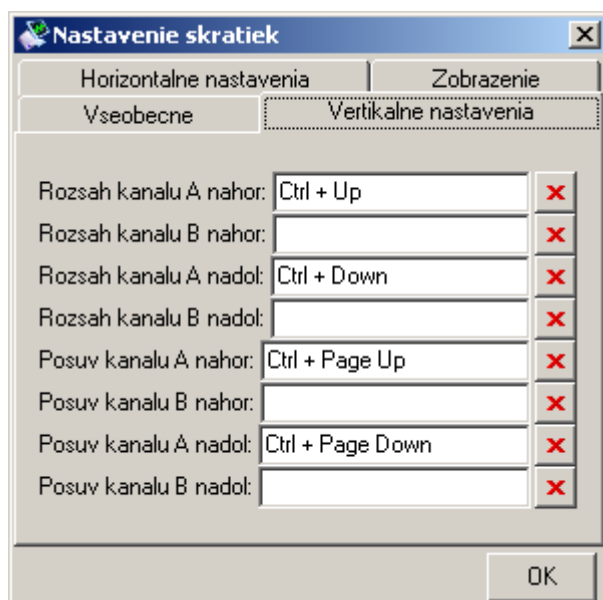 Nastavenie skratiek
Horizontalne nastavenia Zobrazenie
Vseobecne Vertikalne nastavenia
Rozsah kanalu A nahor: Ctrl + Up
Rozsah kanalu B nahor:
Rozsah kanalu A nadol: Ctrl + Down
Rozsah kanalu B nadol:
Posuv kanalu A nahor: Ctrl + Page Up
Posuv kanalu B nahor:
Posuv kanalu A nadol: Ctrl + Page Down
Posuv kanalu B nadol:
OK